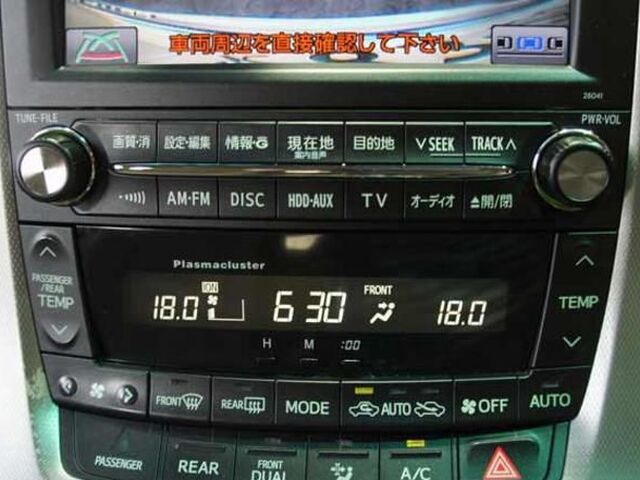 車両周辺を直接確認して下さい
26041
TUNE·FILE
PWR·VOL
画質・消 設定・編集 情報・G 現在地 目的地 ∨SEEK TRACK∧
案内音声
AM·FM DISC HDD·AUX TV オーディオ ▲開/閉
Plasmacluster
PASSENGER
/REAR
TEMP
TEMP
ION
FRONT
18.0 6:30 18.0
H M :00
FRONT REAR MODE AUTO OFF AUTO
PASSENGER REAR FRONT DUAL A/C